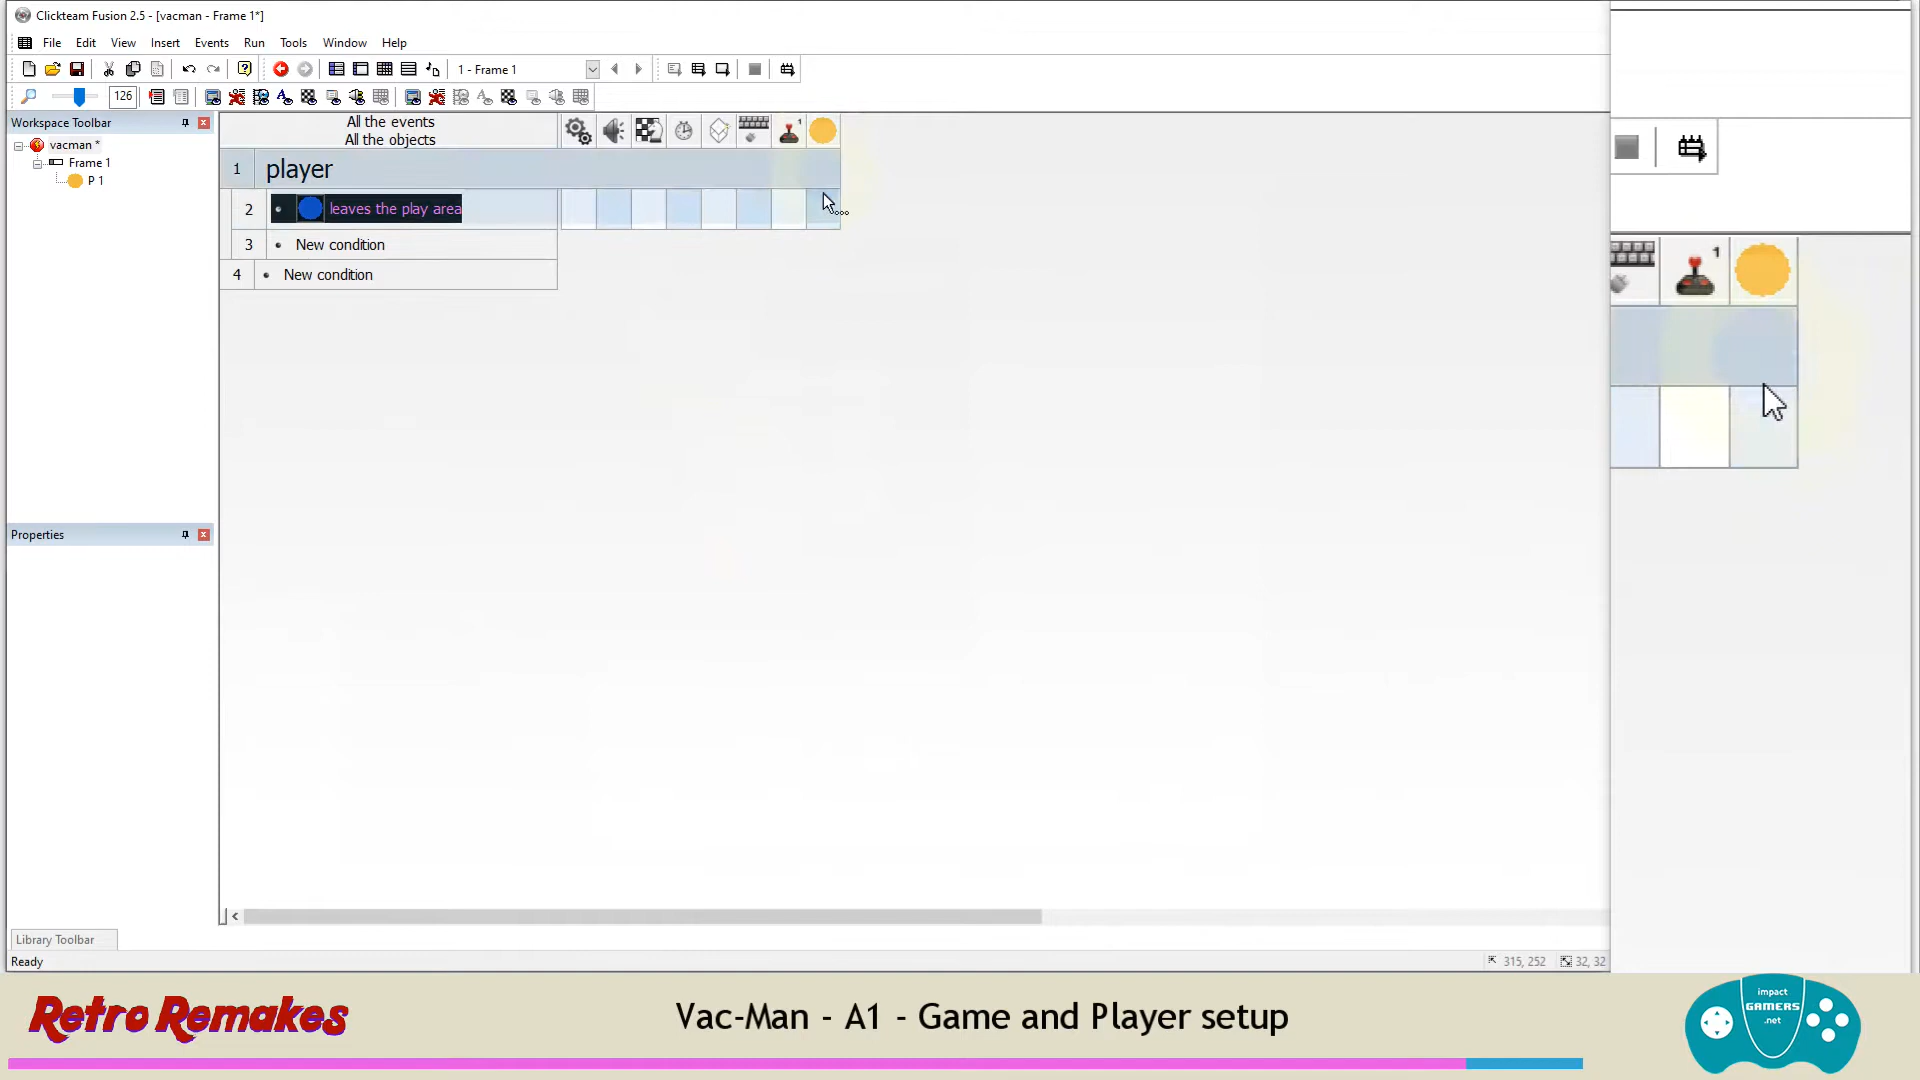 Clickteam Fusion 2.5 - [vacman - Frame 1*]
File Edit View Insert Events Run Tools Window Help
1 - Frame 1
126
Workspace Toolbar
vacman *
Frame 1
P 1
All the events
All the objects
1
1 player
2 leaves the play area
3 New condition
4 New condition
1
Properties
Library Toolbar
Ready
315, 252 32, 32
Retro Remakes
Vac-Man - A1 - Game and Player setup
impact
GAMERS
.net